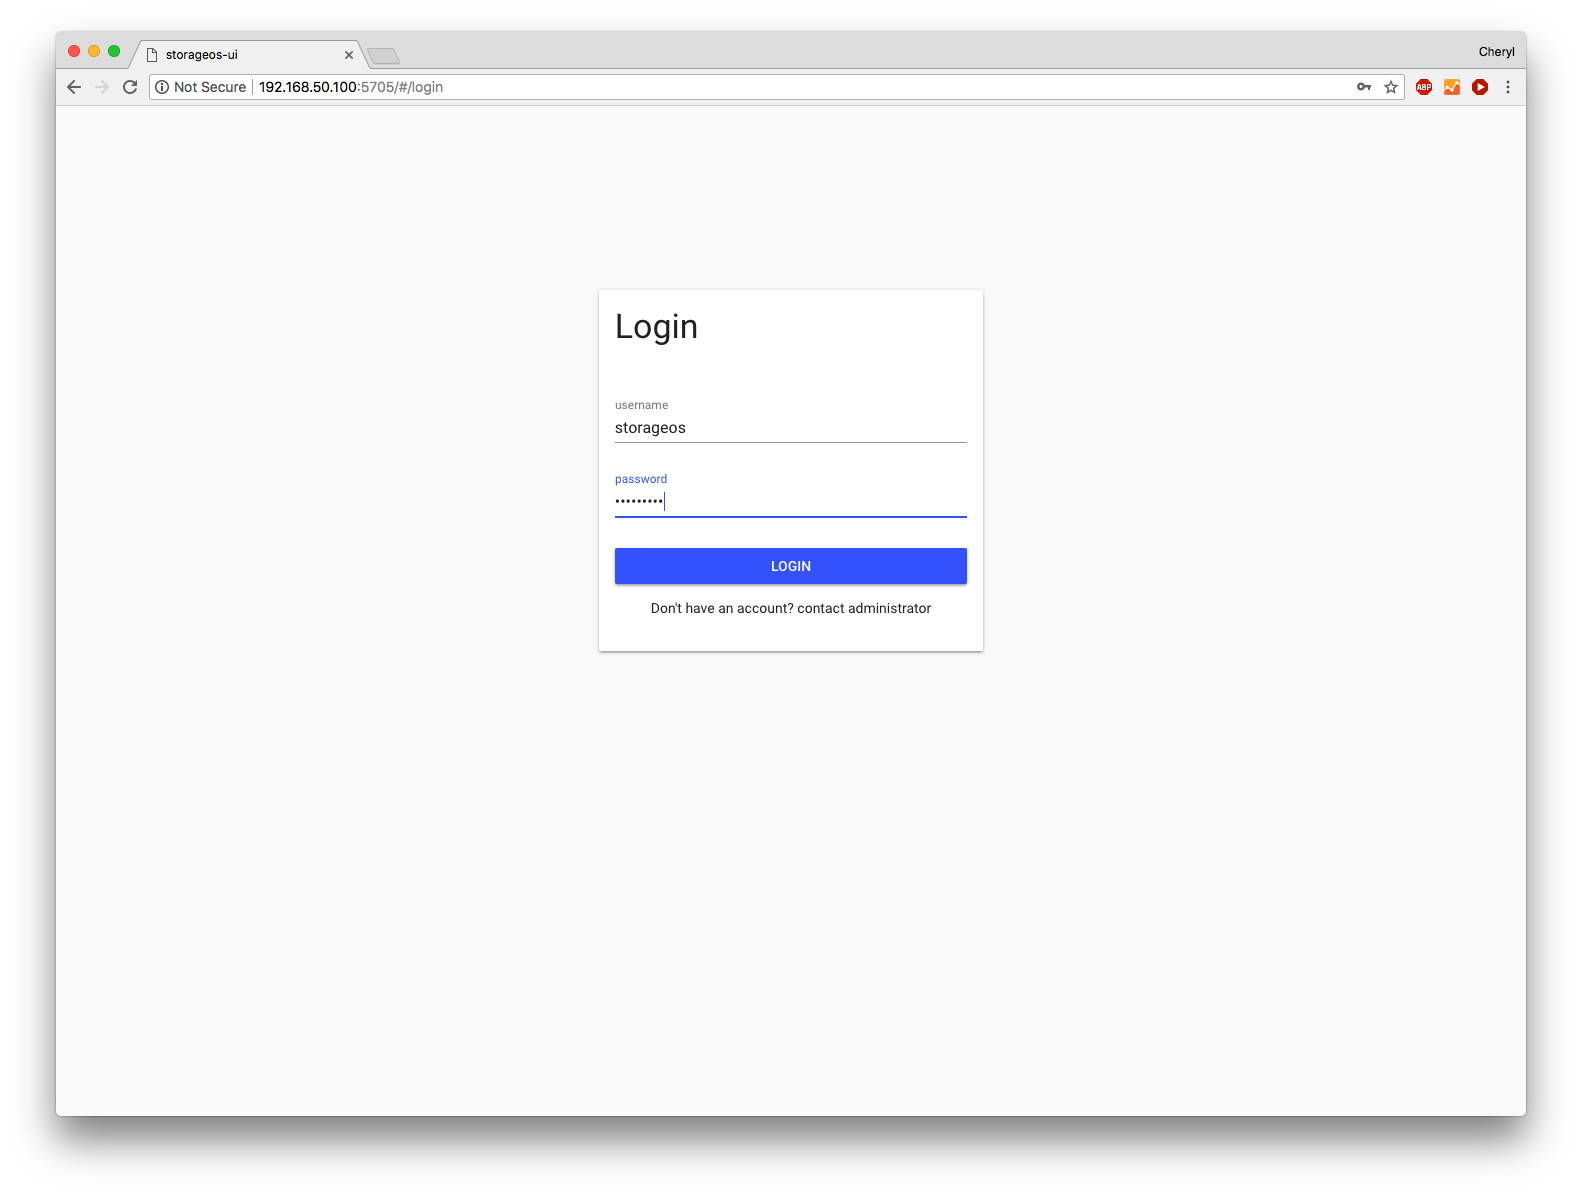 storageos-ui
Cheryl
Not Secure 192.168.50.100:5705/#/login
ABP
Login
username
storageos
password
•••••••••
LOGIN
Don't have an account? contact administrator